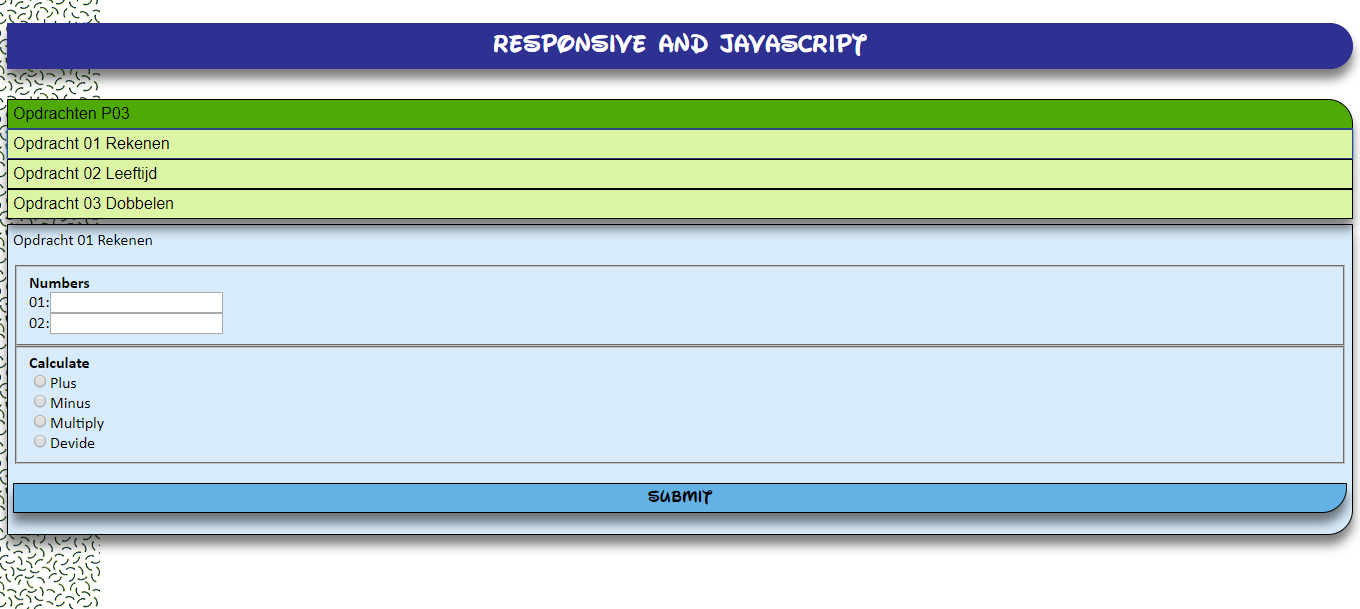 RESPONSIVE AND JAVASCRIPT
Opdrachten P03
Opdracht 01 Rekenen
Opdracht 02 Leeftijd
Opdracht 03 Dobbelen
Opdracht 01 Rekenen
Numbers
01:
02:
Calculate
Plus
Minus
Multiply
Devide
SUBMIT